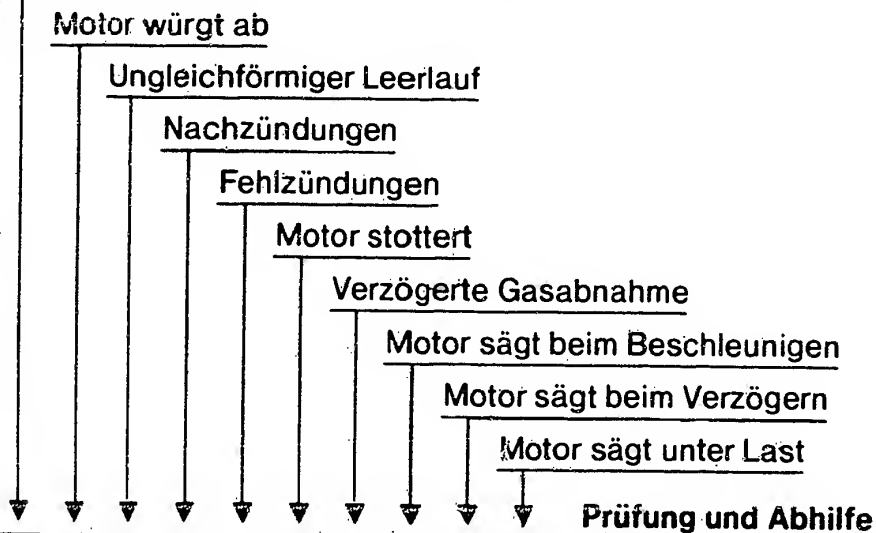 Motor würgt ab
Ungleichförmiger Leerlauf
Nachzündungen
Fehlzündungen
Motor stottert
Verzögerte Gasabnahme
Motor sägt beim Beschleunigen
Motor sägt beim Verzögern
Motor sägt unter Last
Prüfung und Abhilfe